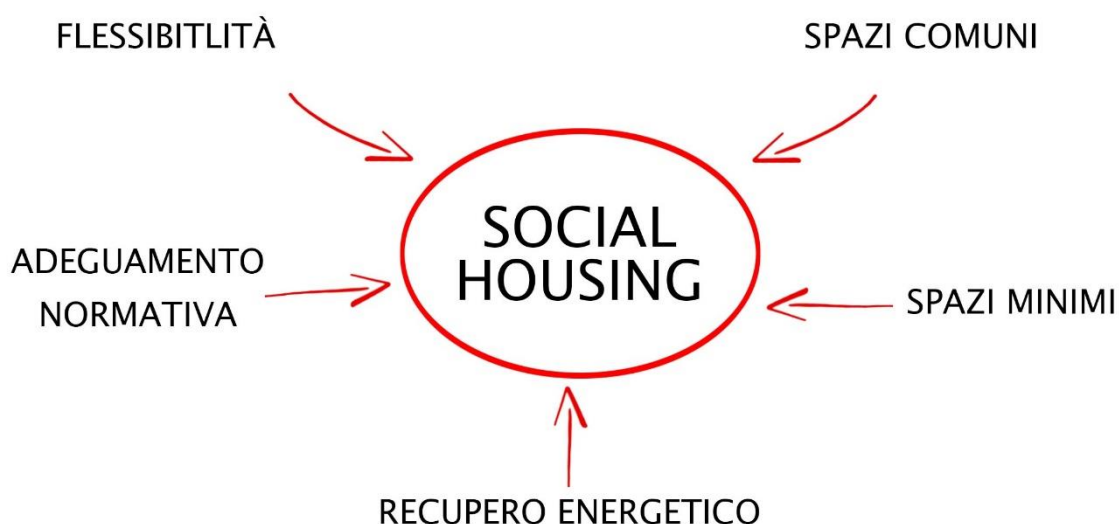 FLESSIBITLITÀ
SPAZI COMUNI
SOCIAL
HOUSING
ADEGUAMENTO
NORMATIVA
SPAZI MINIMI
RECUPERO ENERGETICO